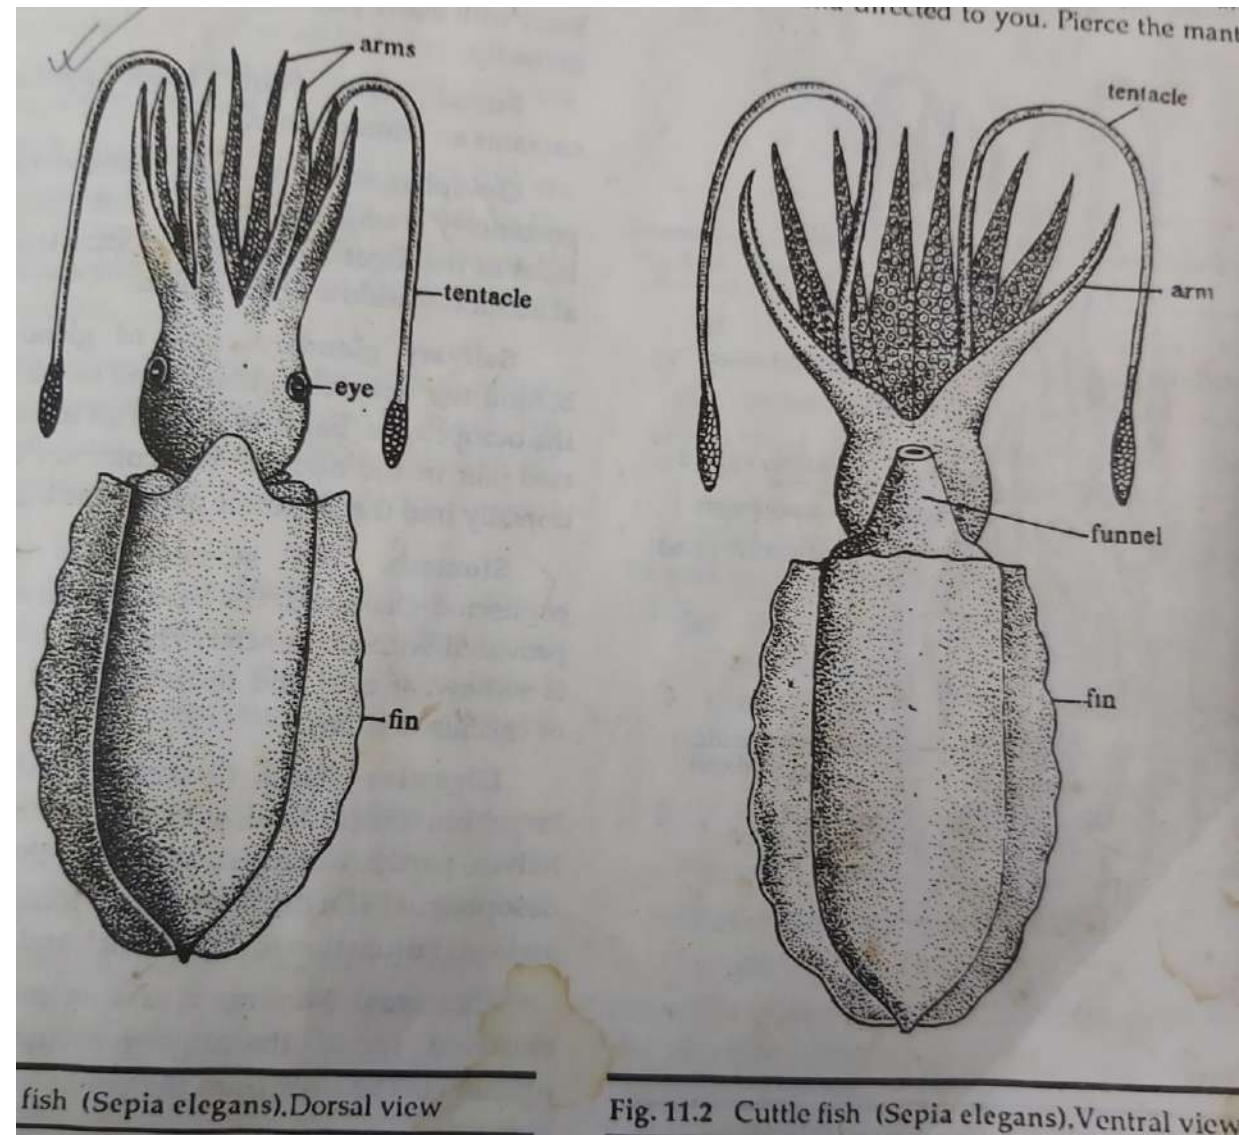 directed to you. Pierce the mant
arms
tentacle
eye
fin
tentacle
arm
funnel
fin
fish (Sepia elegans).Dorsal view
Fig. 11.2 Cuttle fish (Sepia elegans).Ventral view